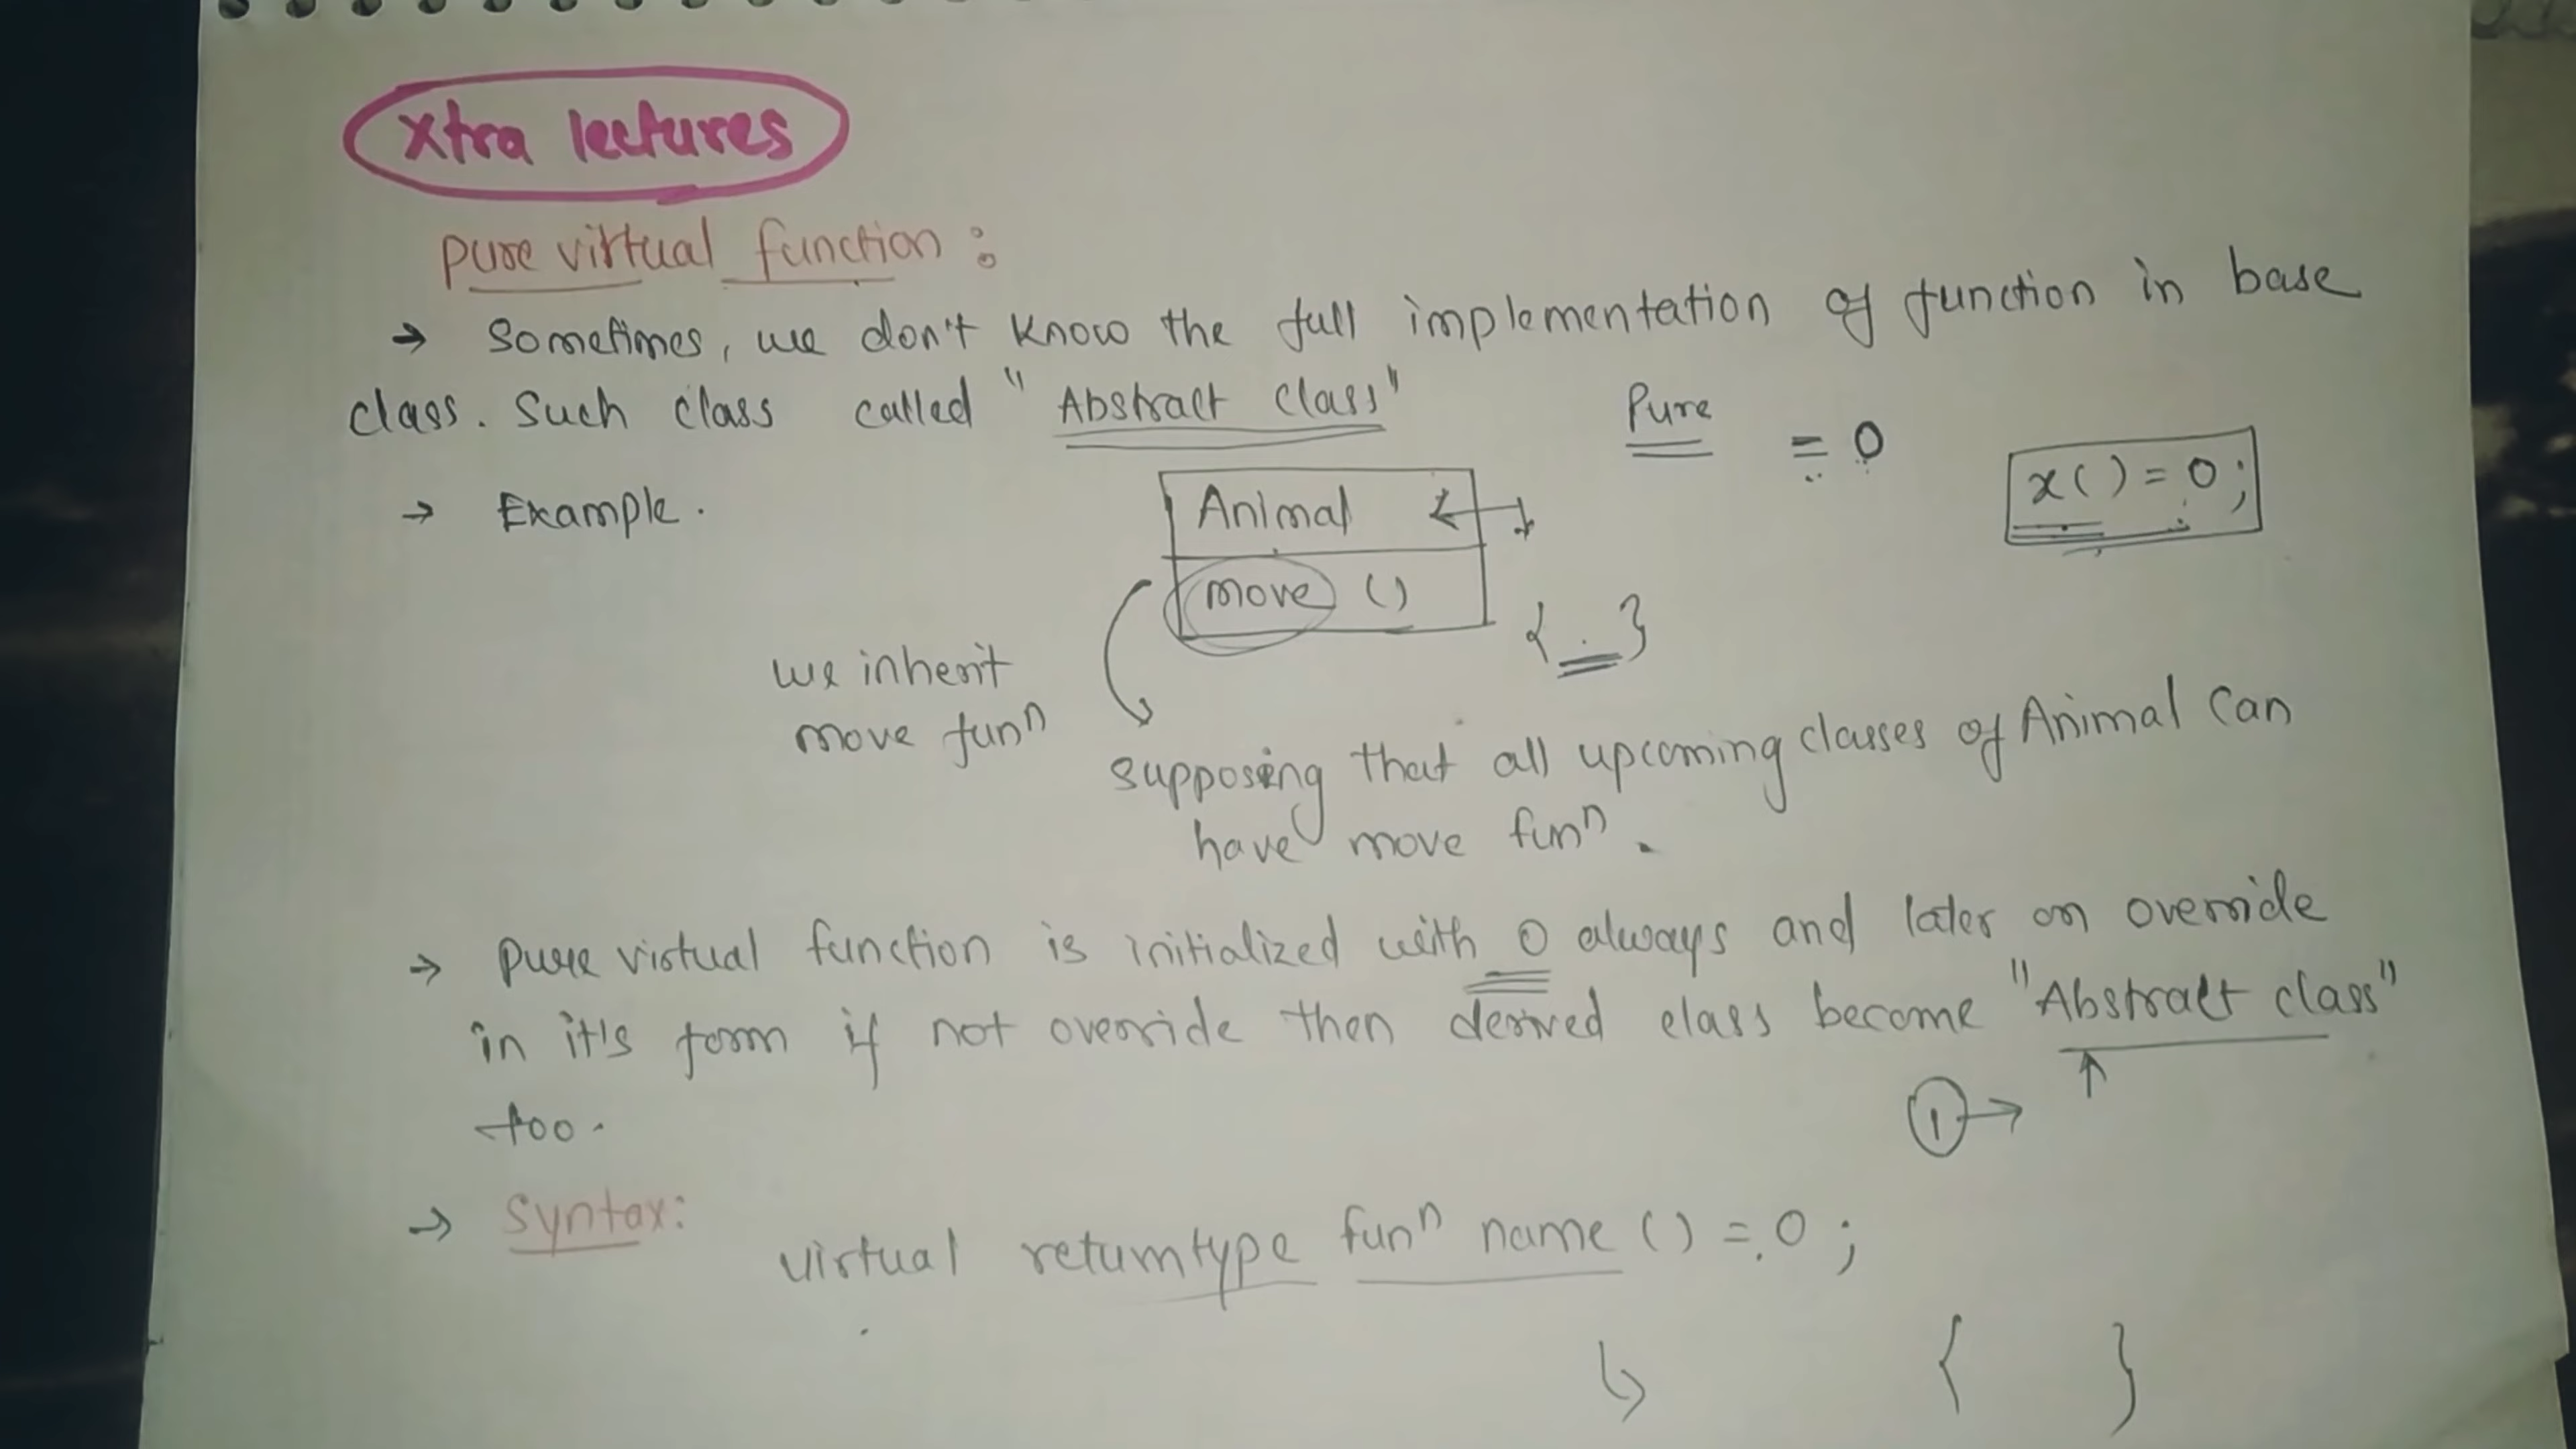 Xtra lectures
Pure virtual function :
→ Sometimes, we don't know the full implementation of function in base
class. Such class called "Abstract Class"
Pure = 0
x() = 0;
→ Example.
Animal
move ()
{ . }
we inherit
move funⁿ
supposing that all upcoming classes of Animal Can
have move funⁿ.
→ Pure virtual function is initialized with 0 always and later on override
in it's form if not override then derived class become "Abstract class"
too.
1 →
→ Syntax:
virtual returntype funⁿ name () = 0 ;
{ }